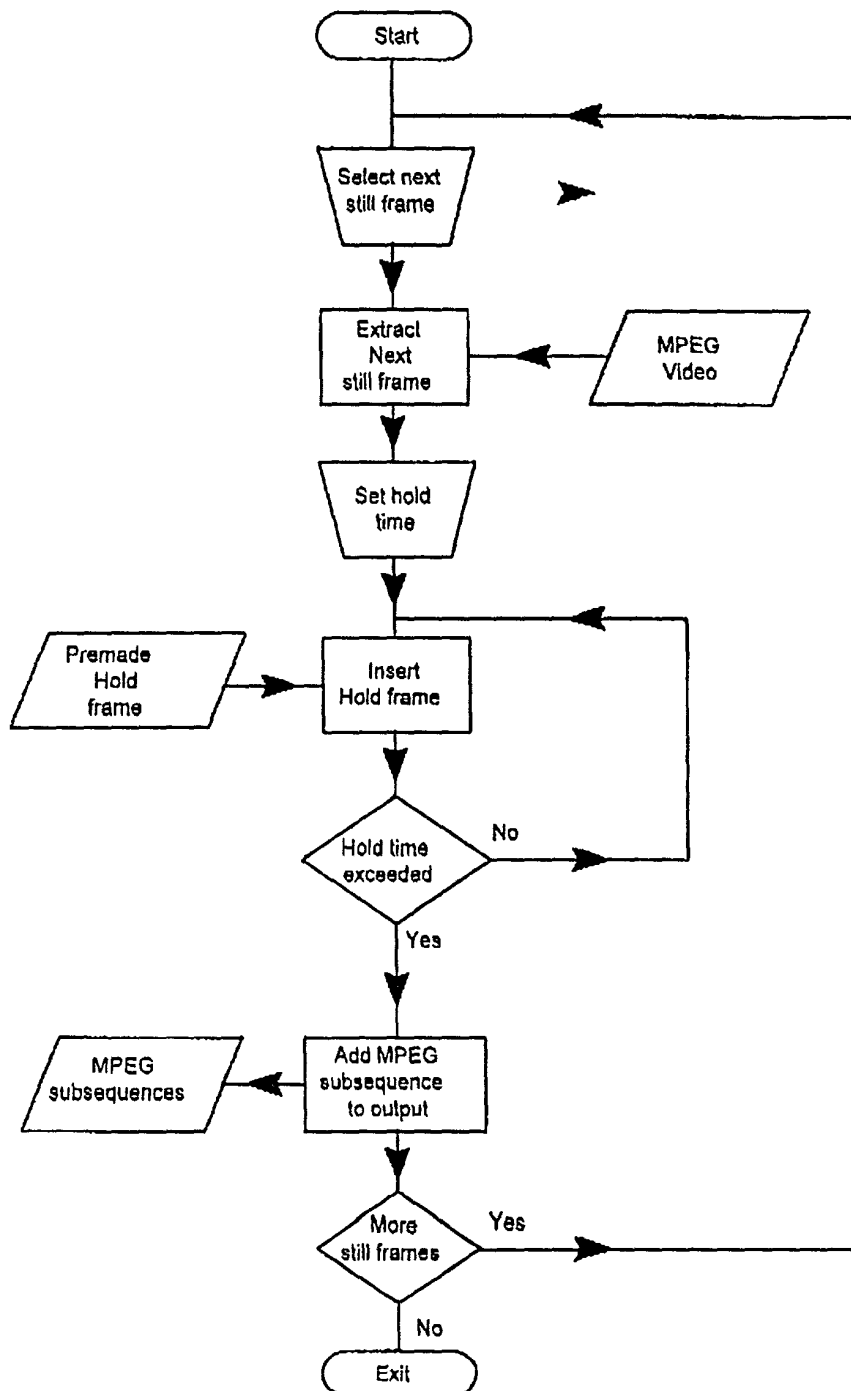 Start
Select next
still frame
Extract
Next
still frame
MPEG
Video
Set hold
time
Premade
Hold
frame
Insert
Hold frame
Hold time
exceeded
No
Yes
MPEG
subsequences
Add MPEG
subsequence
to output
More
still frames
Yes
No
Exit